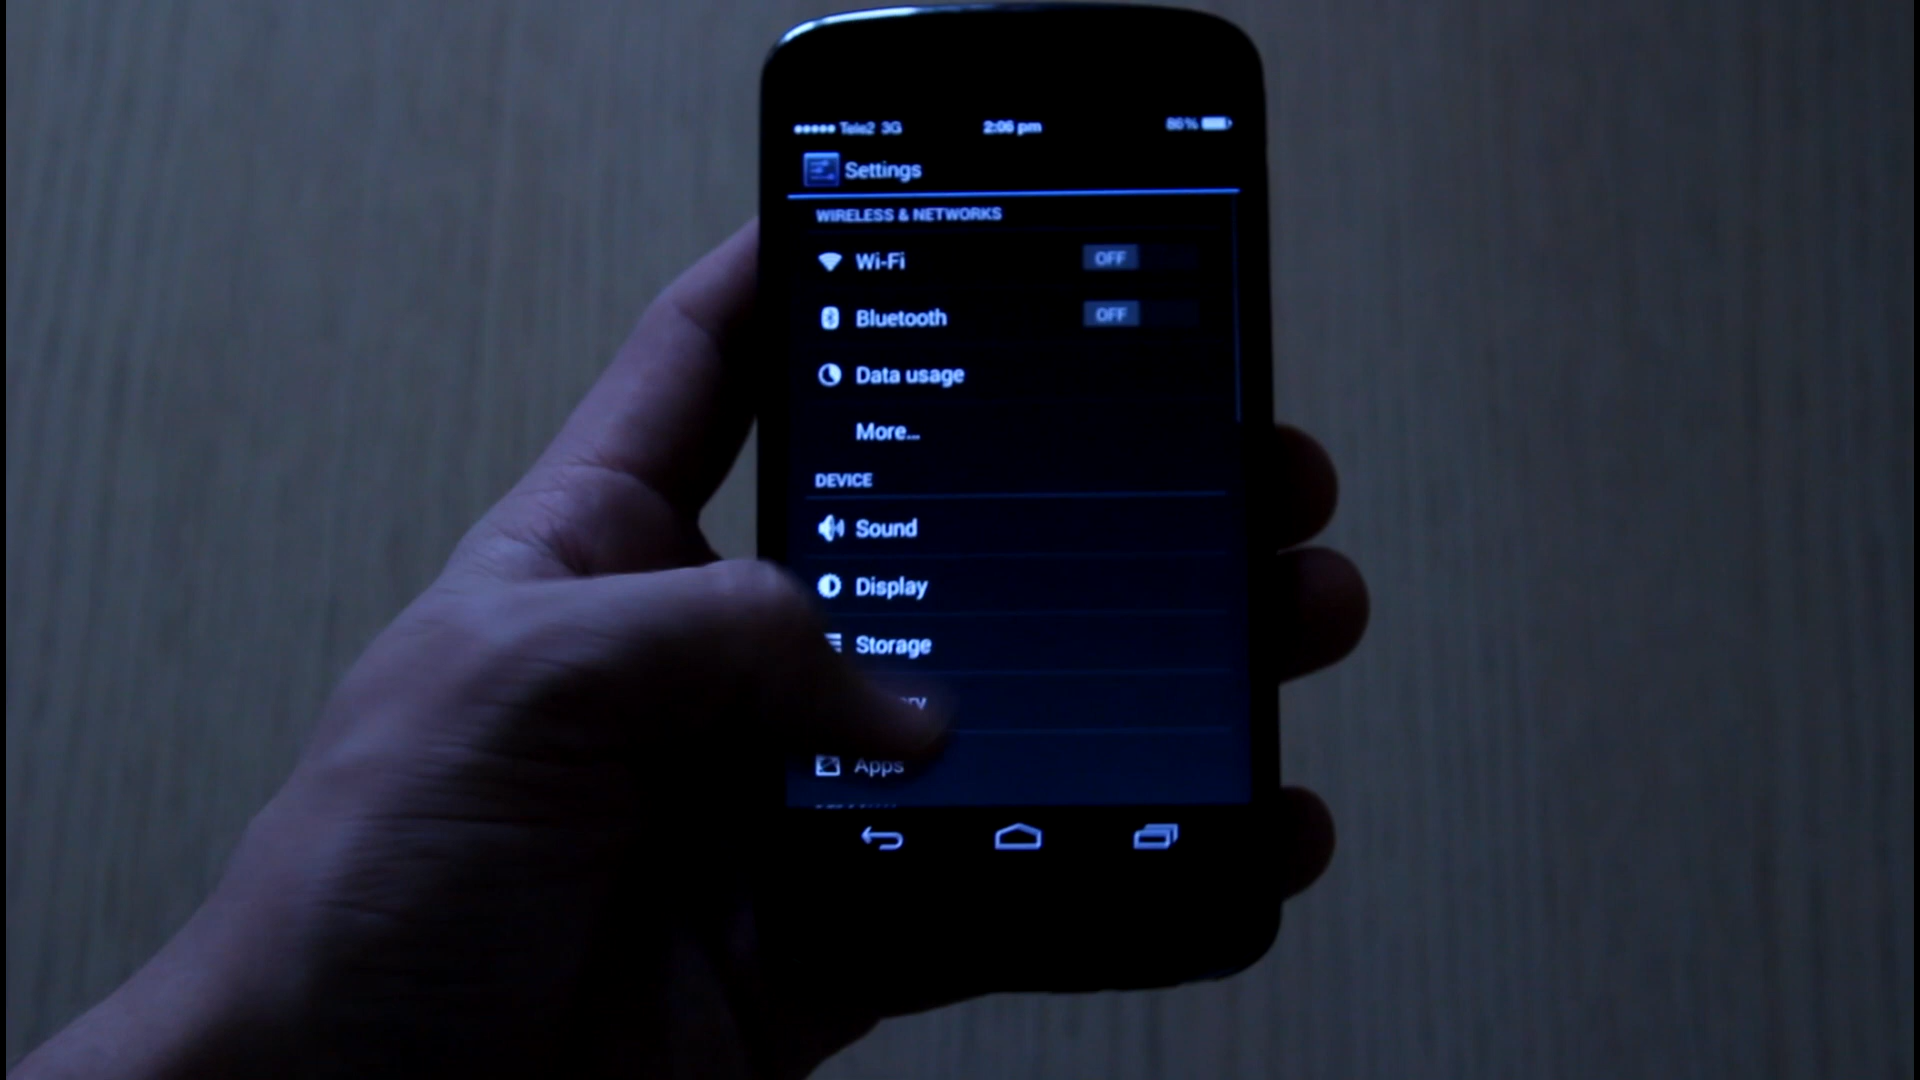 Tele2 3G 2:06 pm 86%
Settings
WIRELESS & NETWORKS
Wi-Fi OFF
Bluetooth OFF
Data usage
More...
DEVICE
Sound
Display
Storage
Apps